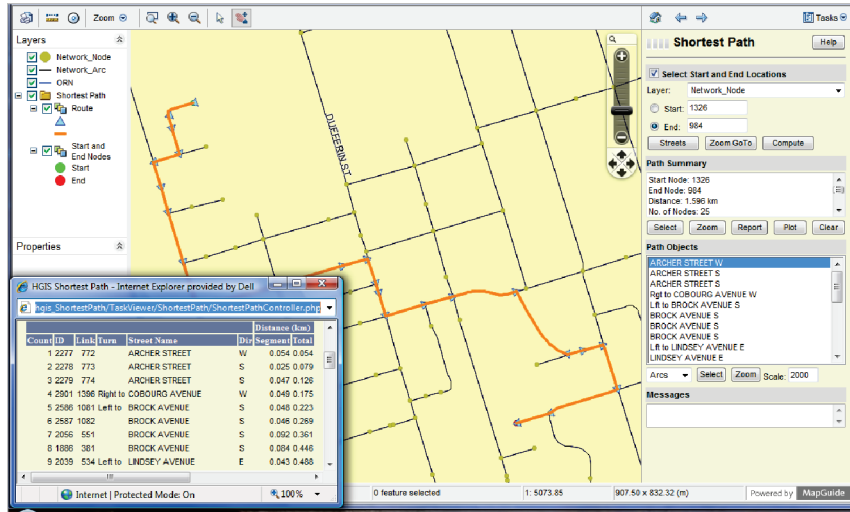 Zoom
Tasks
Layers
Network_Node
Network_Arc
ORN
Shortest Path
Route
Start and
End Nodes
Start
End
Properties
DUFFERIN ST
Shortest Path
Help
Select Start and End Locations
Layer: Network_Node
Start: 1326
End: 984
Streets Zoom GoTo Compute
Path Summary
Start Node: 1326
End Node: 984
Distance: 1.596 km
No. of Nodes: 25
Select Zoom Report Plot Clear
Path Objects
ARCHER STREET W
ARCHER STREET S
ARCHER STREET S
Rgt to COBOURG AVENUE W
Lft to BROCK AVENUE S
BROCK AVENUE S
BROCK AVENUE S
BROCK AVENUE S
Lft to LINDSEY AVENUE E
LINDSEY AVENUE E
Arcs Select Zoom Scale: 2000
Messages
HGIS Shortest Path - Internet Explorer provided by Dell
hgis_ShortestPath/TaskViewer/ShortestPath/ShortestPathController.php
Distance (km)
Count ID Link Turn Street Name Dir Segment Total
1 2277 772 ARCHER STREET W 0.054 0.054
2 2278 773 ARCHER STREET S 0.025 0.079
3 2279 774 ARCHER STREET S 0.047 0.126
4 2901 1396 Right to COBOURG AVENUE W 0.049 0.175
5 2586 1081 Left to BROCK AVENUE S 0.048 0.223
6 2587 1082 BROCK AVENUE S 0.046 0.269
7 2056 551 BROCK AVENUE S 0.092 0.361
8 1886 381 BROCK AVENUE S 0.084 0.446
9 2039 534 Left to LINDSEY AVENUE E 0.043 0.488
Internet | Protected Mode: On 100%
0 feature selected 1: 5073.85 907.50 x 832.32 (m) Powered by MapGuide